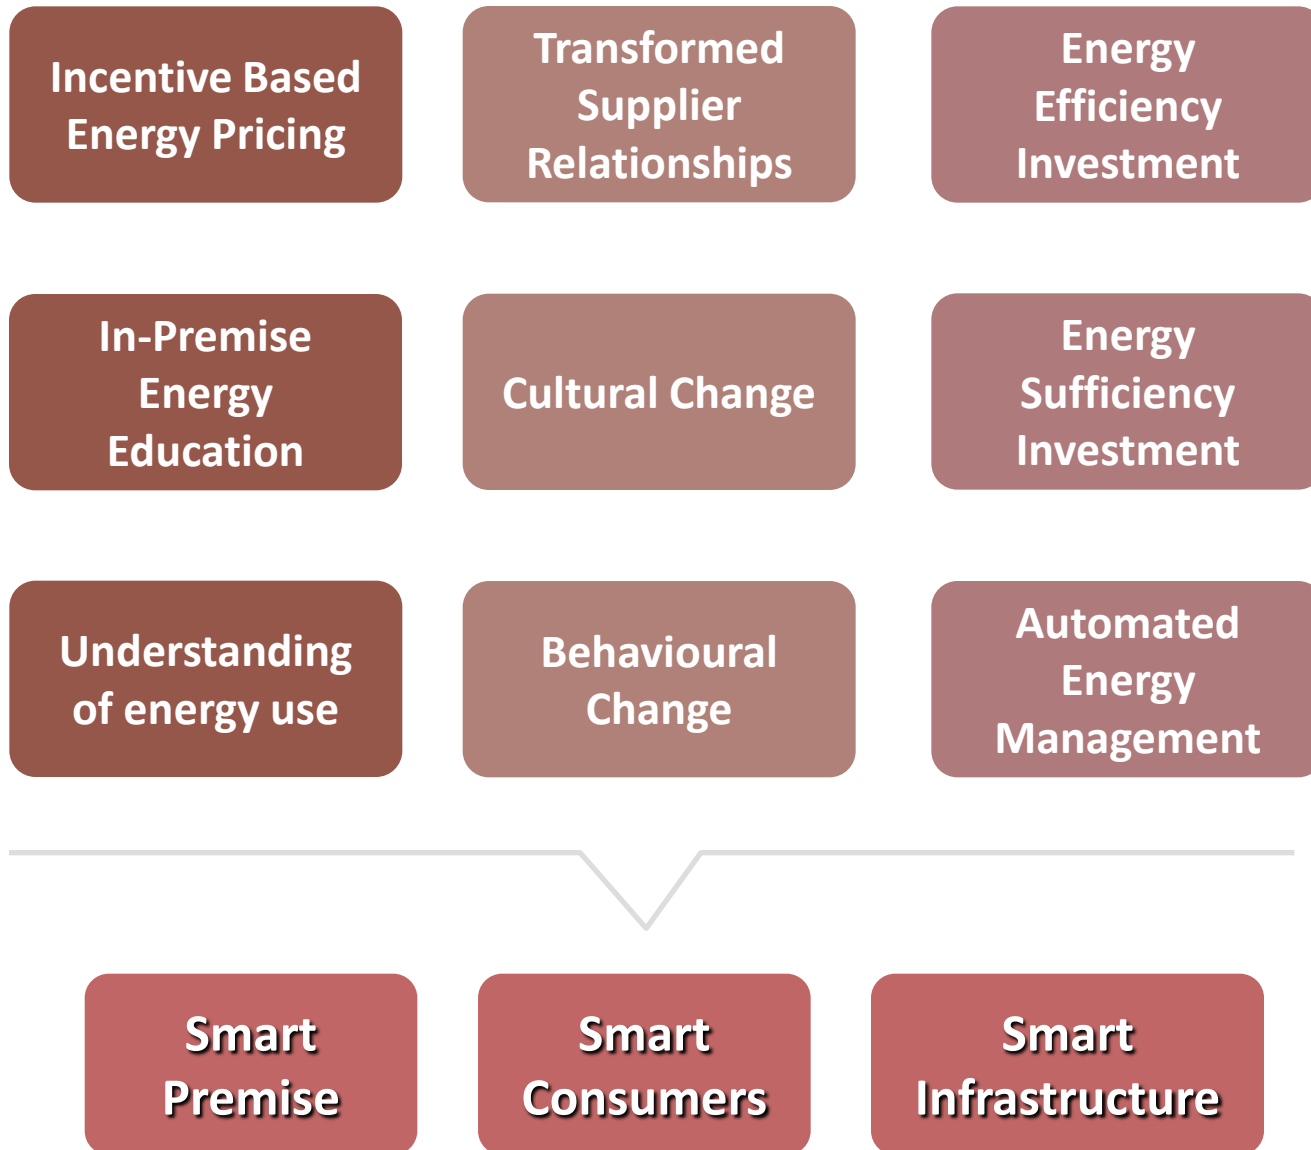 Incentive Based
Energy Pricing
Transformed
Supplier
Relationships
Energy
Efficiency
Investment
In-Premise
Energy
Education
Cultural Change
Energy
Sufficiency
Investment
Understanding
of energy use
Behavioural
Change
Automated
Energy
Management
Smart
Premise
Smart
Consumers
Smart
Infrastructure